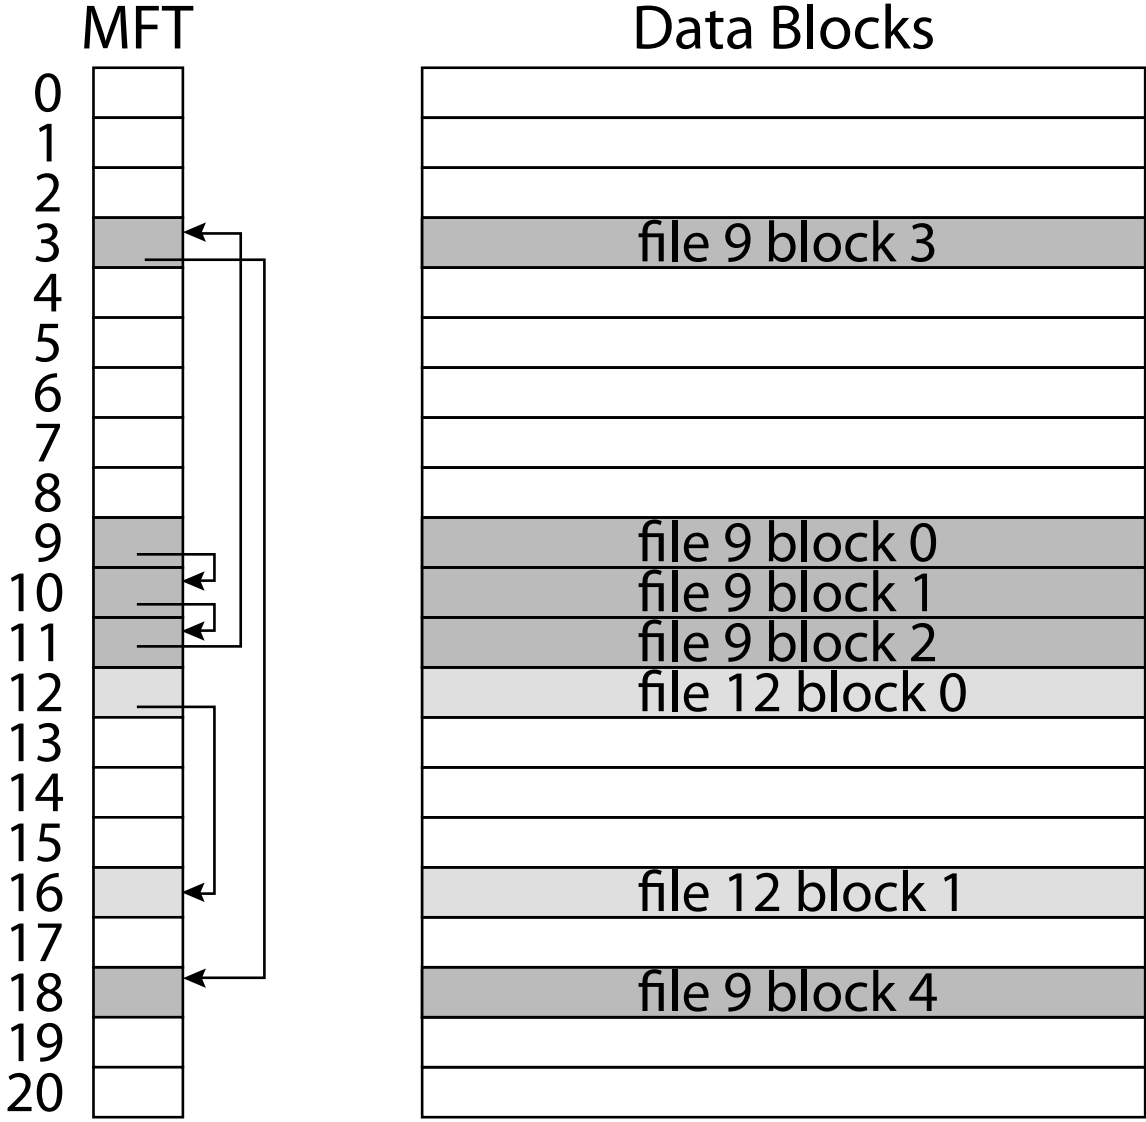 MFT Data Blocks
0
1
2
3 file 9 block 3
4
5
6
7
8
9 file 9 block 0
10 file 9 block 1
11 file 9 block 2
12 file 12 block 0
13
14
15
16 file 12 block 1
17
18 file 9 block 4
19
20